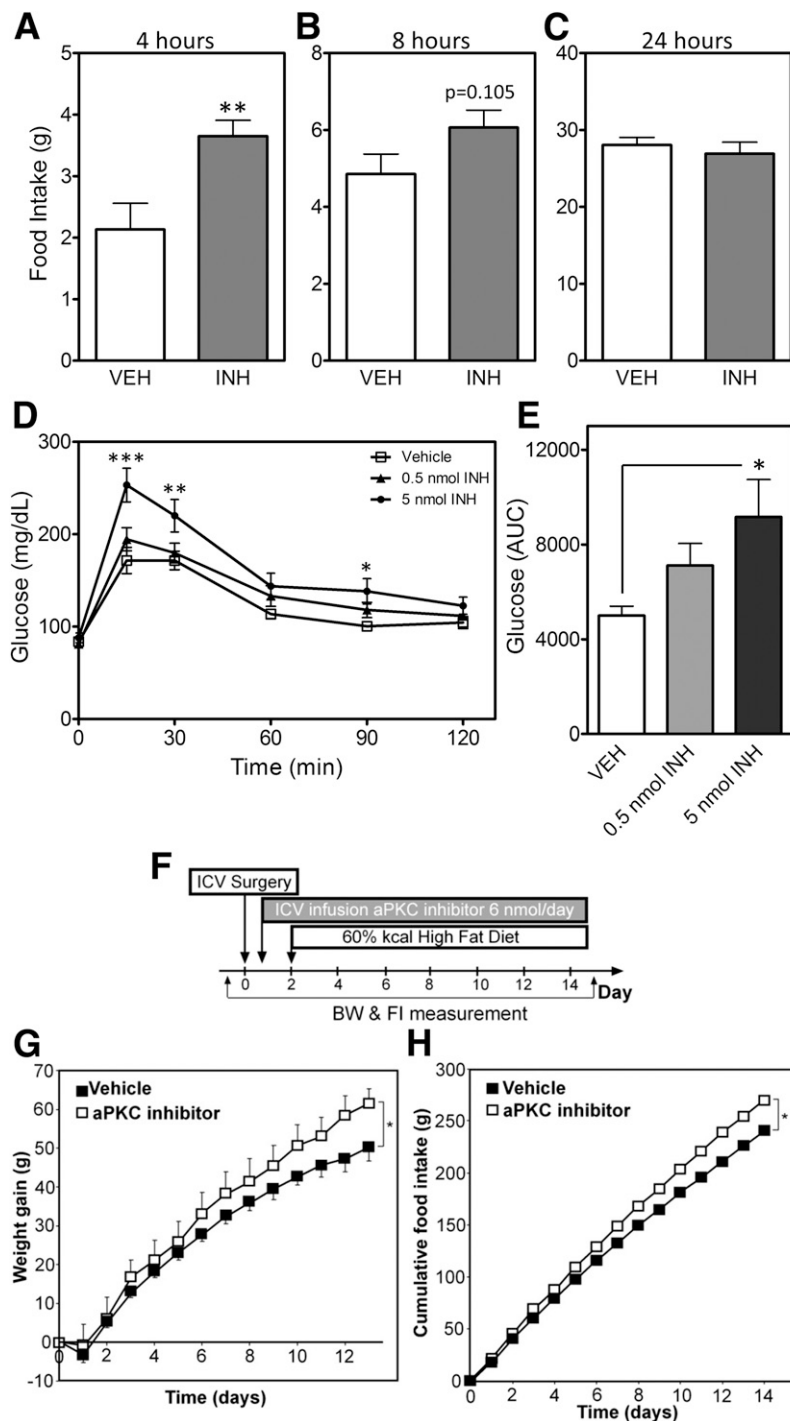 A
4 hours
B
8 hours
C
24 hours
Food Intake (g)
5
4
3
2
1
0
**
VEH
INH
8
6
4
2
0
p=0.105
VEH
INH
40
30
20
10
0
VEH
INH
D
Glucose (mg/dL)
300
200
100
0
***
**
*
Vehicle
0.5 nmol INH
5 nmol INH
0
30
60
90
120
Time (min)
E
Glucose (AUC)
12000
8000
4000
0
*
VEH
0.5 nmol INH
5 nmol INH
F
ICV Surgery
ICV infusion aPKC inhibitor 6 nmol/day
60% kcal High Fat Diet
0
2
4
6
8
10
12
14
Day
BW & FI measurement
G
Weight gain (g)
70
60
50
40
30
20
10
0
-10
Vehicle
aPKC inhibitor
*
0
2
4
6
8
10
12
Time (days)
H
Cumulative food intake (g)
300
250
200
150
100
50
0
Vehicle
aPKC inhibitor
*
0
2
4
6
8
10
12
14
Time (days)